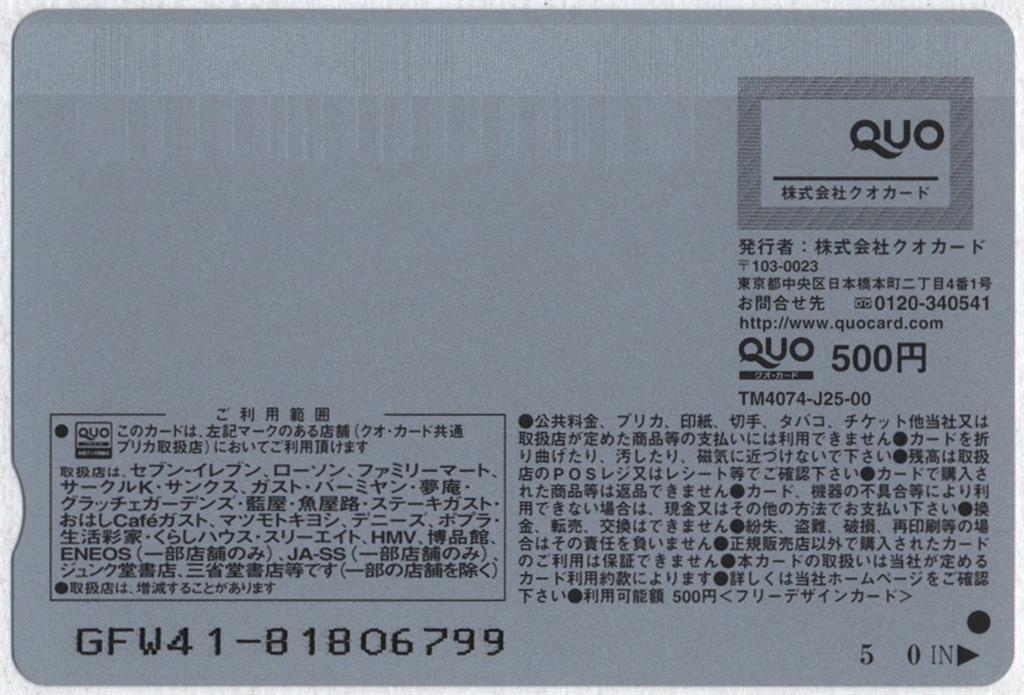 QUO
株式会社クオカード
発行者：株式会社クオカード
〒103-0023
東京都中央区日本橋本町二丁目4番1号
お問合せ先 0120-340541
http://www.quocard.com
QUO 500円
クオ・カード
TM4074-J25-00
ご利用範囲
●QUO このカードは、左記マークのある店舗（クオ・カード共通
プリカ取扱店）においてご利用頂けます
取扱店は、セブン-イレブン、ローソン、ファミリーマート、
サークルK・サンクス、ガスト・バーミヤン・夢庵・
グラッチェガーデンズ・藍屋・魚屋路・ステーキガスト・
おはしCaféガスト、マツモトキヨシ、デニーズ、ポプラ・
生活彩家・くらしハウス・スリーエイト、HMV、博品館、
ENEOS（一部店舗のみ）、JA-SS（一部店舗のみ）、
ジュンク堂書店、三省堂書店等です（一部の店舗を除く）
●取扱店は、増減することがあります
●公共料金、プリカ、印紙、切手、タバコ、チケット他当社又は
取扱店が定めた商品等の支払いには利用できません●カードを折
り曲げたり、汚したり、磁気に近づけないで下さい●残高は取扱
店のPOSレジ又はレシート等でご確認下さい●カードで購入さ
れた商品等は返品できません●カード、機器の不具合等により利
用できない場合は、現金又はその他の方法でお支払い下さい●換
金、転売、交換はできません●紛失、盗難、破損、再印刷等の場
合はその責任を負いません●正規販売店以外で購入されたカード
のご利用は保証できません●本カードの取扱いは当社が定める
カード利用約款によります●詳しくは当社ホームページをご確認
下さい●利用可能額 500円＜フリーデザインカード＞
GFW41-81806799
5 0 IN▶